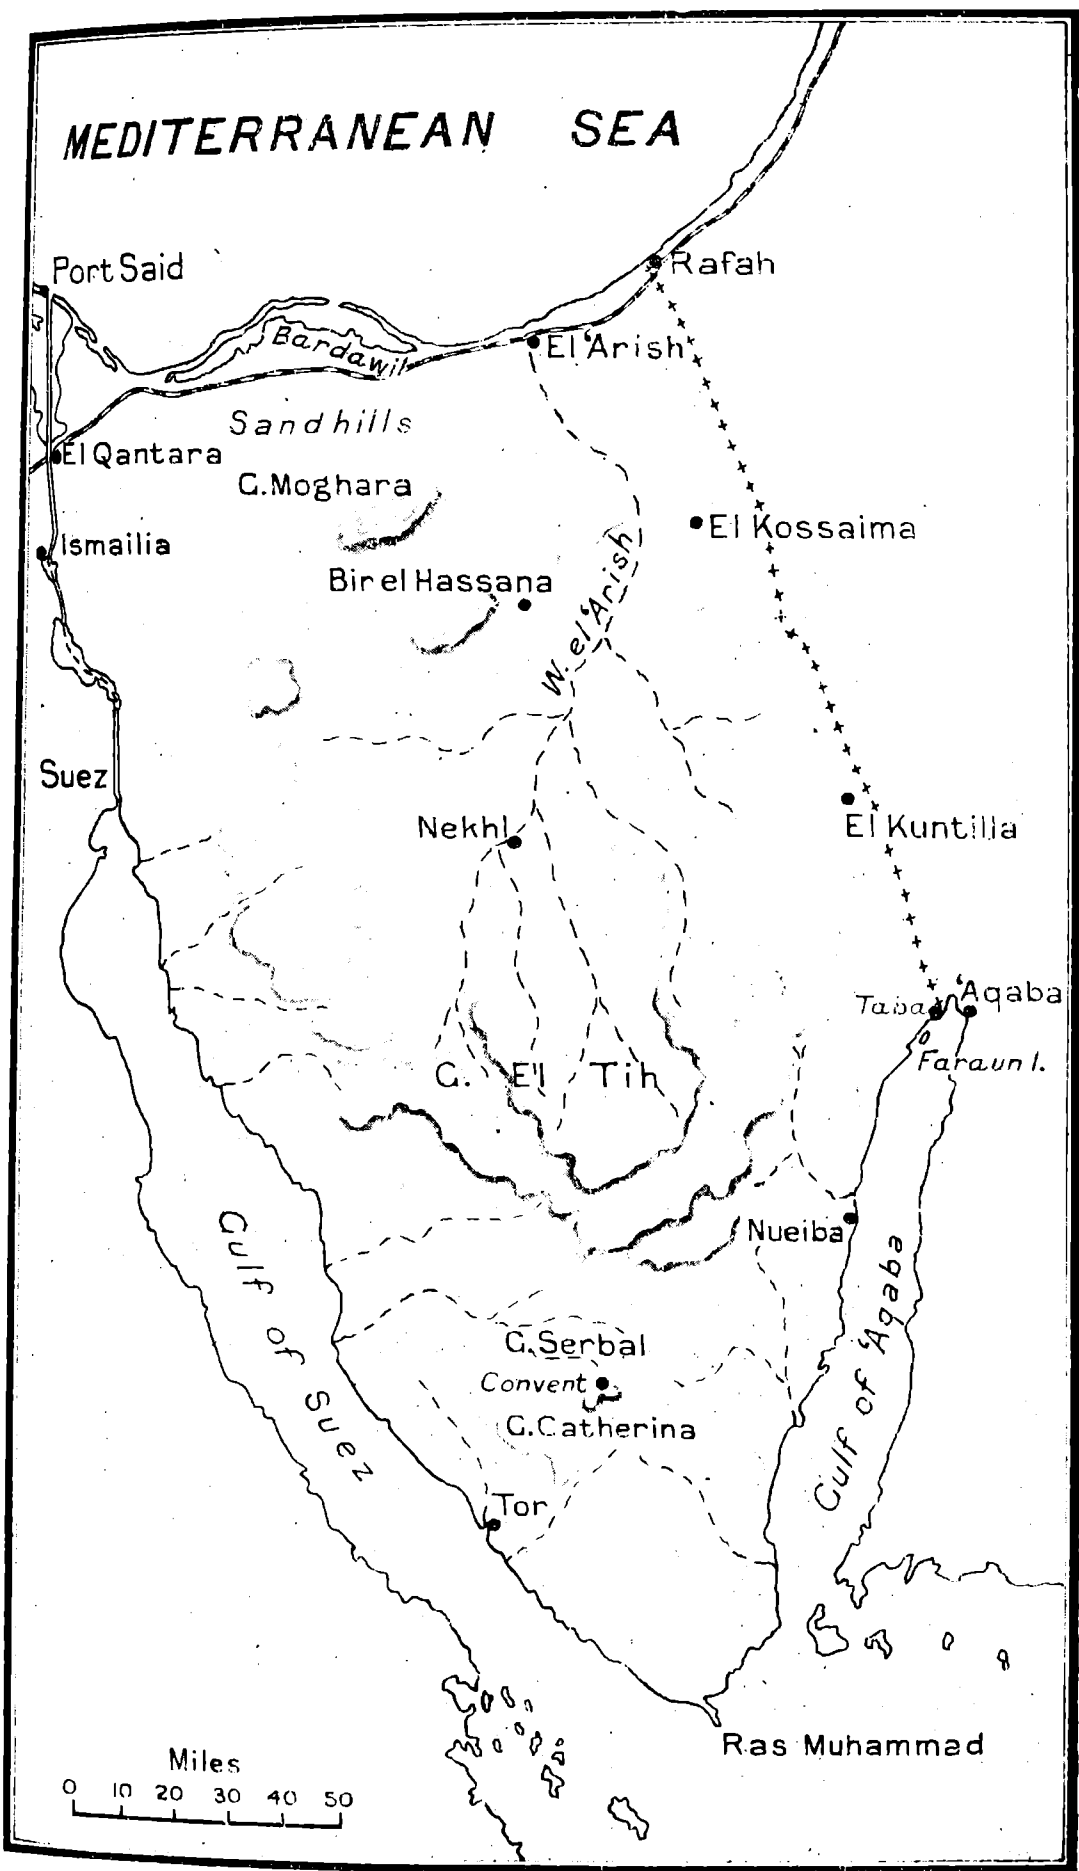 MEDITERRANEAN SEA
Port Said
Rafah
Bardawil
El 'Arish
Sandhills
El Qantara
G. Moghara
El Kossaima
Ismailia
Bir el Hassana
W. el 'Arish
Suez
Nekhl
El Kuntilla
Taba
'Aqaba
Faraun I.
G. El Tih
Nueiba
Gulf of Suez
Gulf of 'Aqaba
G. Serbal
Convent
G. Catherina
Tor
Ras Muhammad
Miles
0 10 20 30 40 50